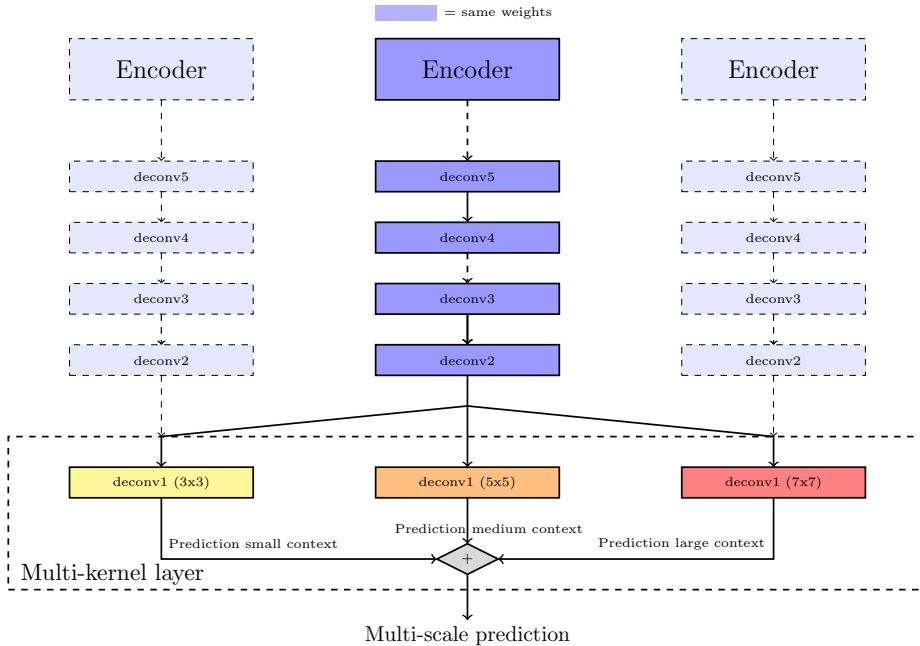 = same weights
Encoder Encoder Encoder
deconv5 deconv5 deconv5
deconv4 deconv4 deconv4
deconv3 deconv3 deconv3
deconv2 deconv2 deconv2
deconv1 (3x3) deconv1 (5x5) deconv1 (7x7)
Prediction medium context
Prediction small context Prediction large context
+
Multi-kernel layer
Multi-scale prediction